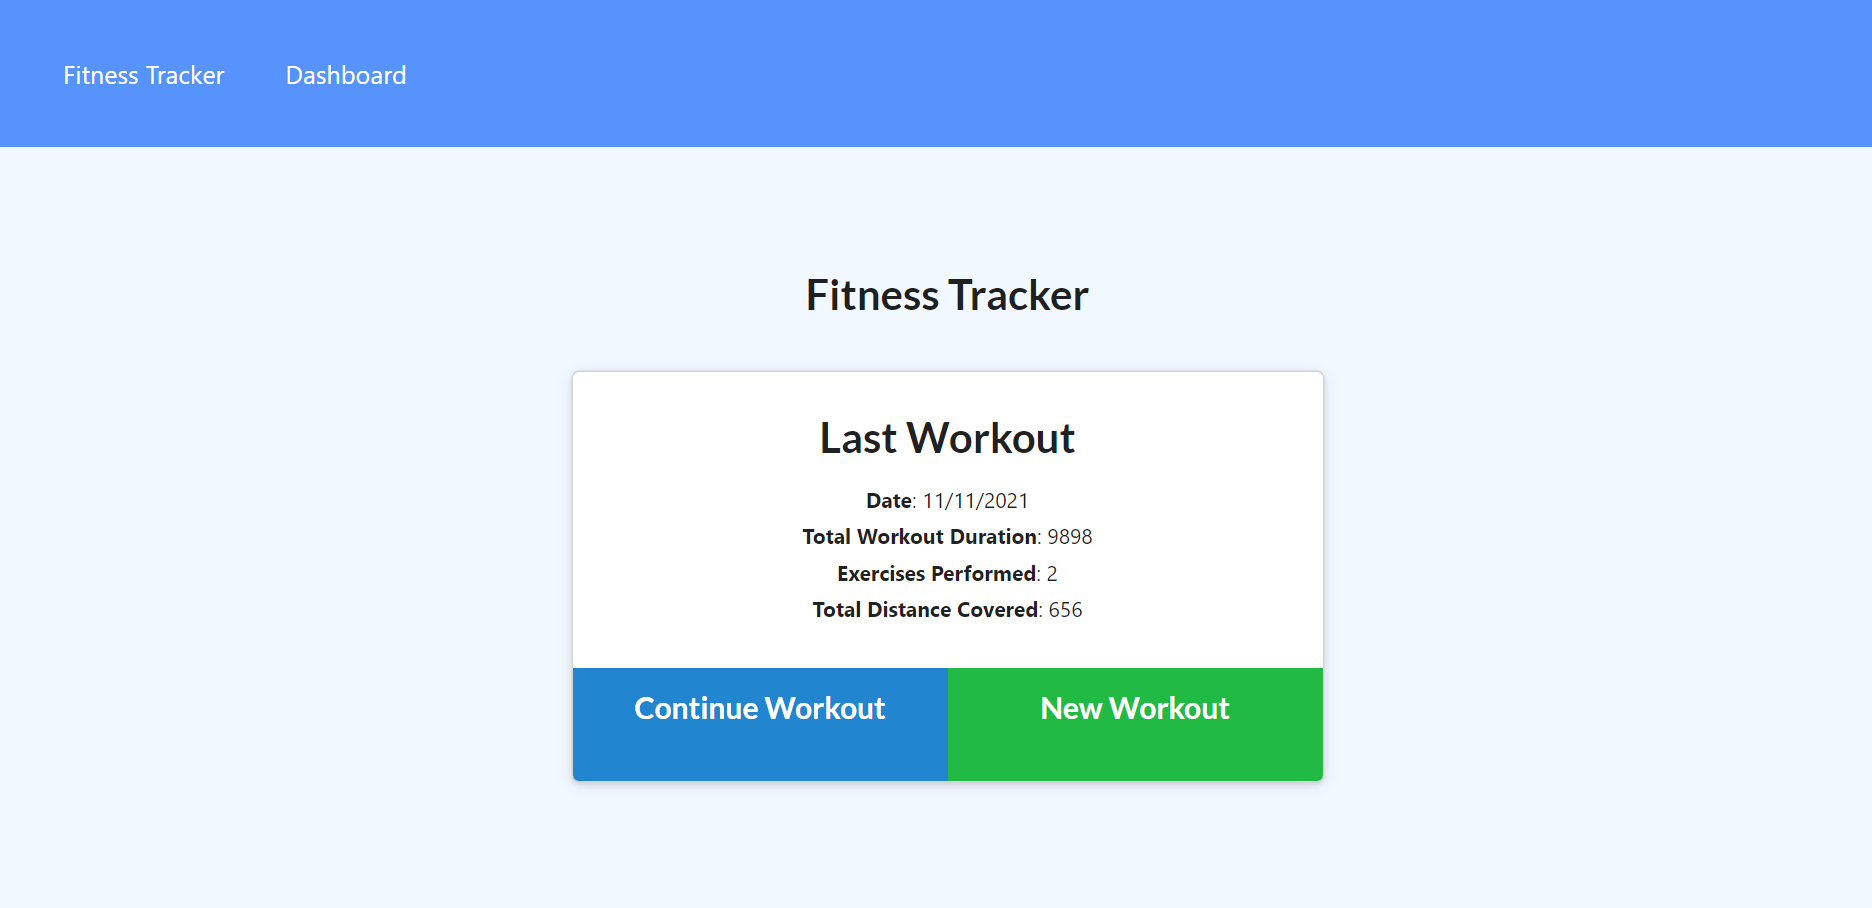 Fitness Tracker Dashboard
Fitness Tracker
Last Workout
Date: 11/11/2021
Total Workout Duration: 9898
Exercises Performed: 2
Total Distance Covered: 656
Continue Workout New Workout